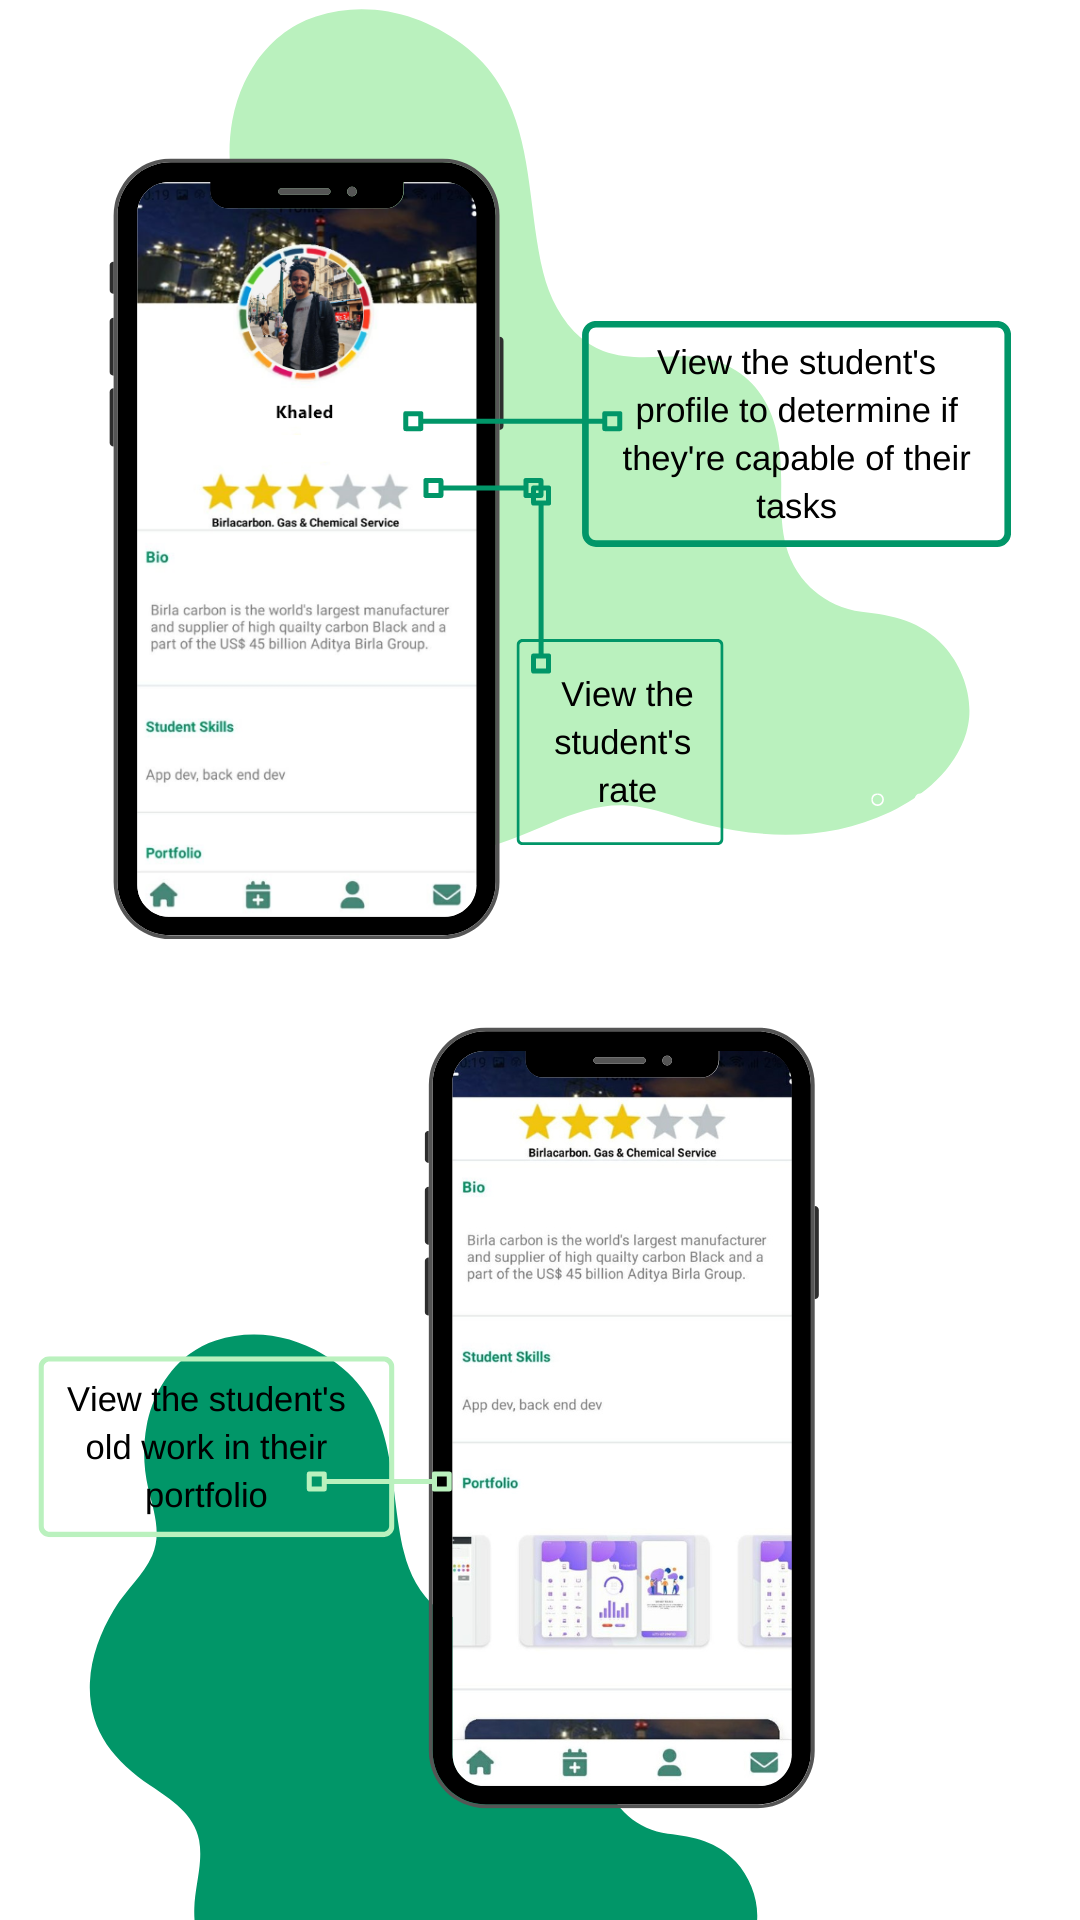 Khaled
Birlacarbon. Gas & Chemical Service
Bio
Birla carbon is the world's largest manufacturer
and supplier of high quailty carbon Black and a
part of the US$ 45 billion Aditya Birla Group.
Student Skills
App dev, back end dev
Portfolio
View the student's
profile to determine if
they're capable of their
tasks
View the
student's
rate
Birlacarbon. Gas & Chemical Service
Bio
Birla carbon is the world's largest manufacturer
and supplier of high quailty carbon Black and a
part of the US$ 45 billion Aditya Birla Group.
Student Skills
App dev, back end dev
Portfolio
View the student's
old work in their
portfolio